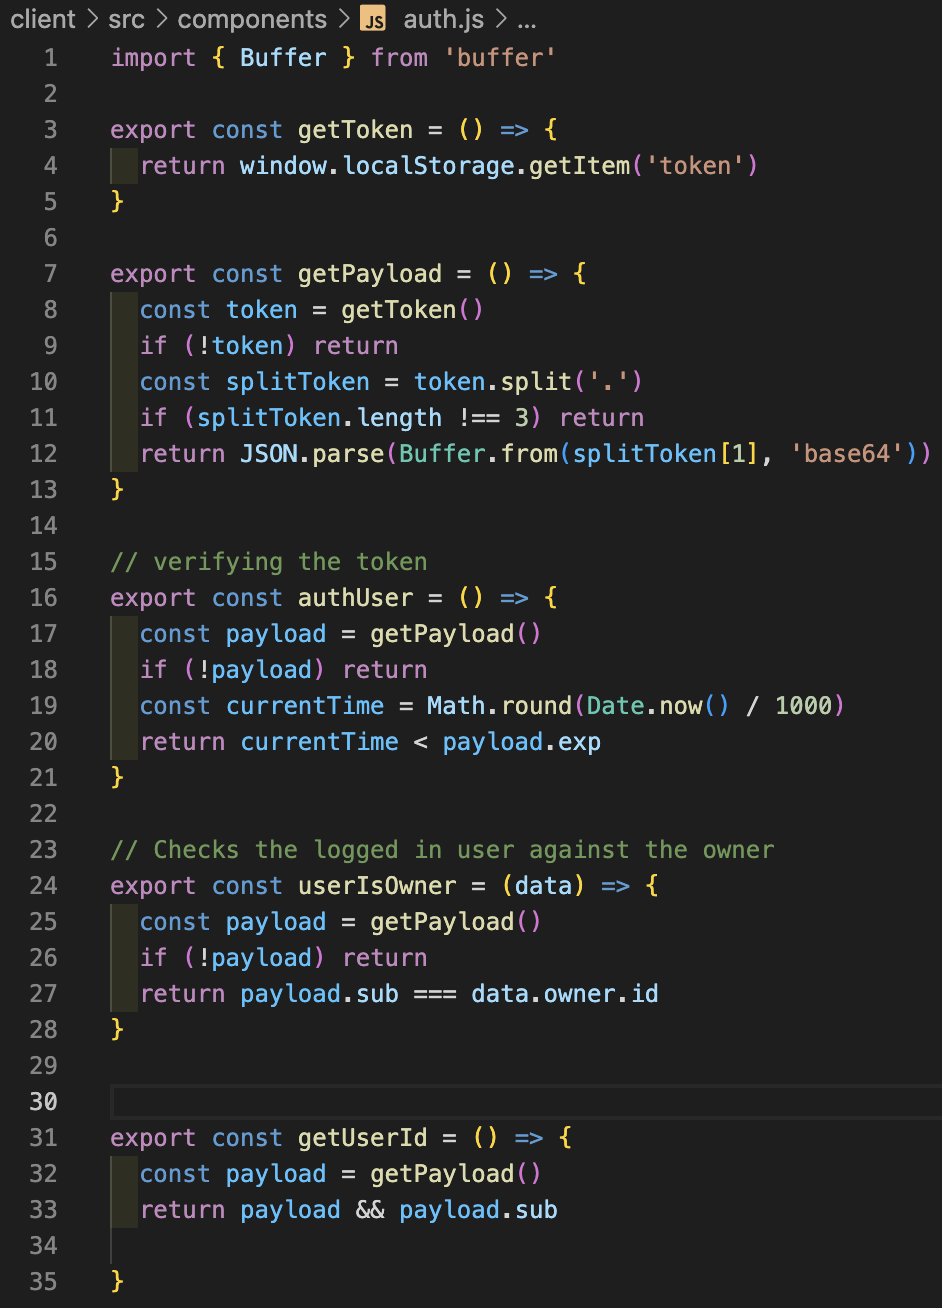 client > src > components > JS auth.js > ...
1 import { Buffer } from 'buffer'
2
3 export const getToken = () => {
4   return window.localStorage.getItem('token')
5 }
6
7 export const getPayload = () => {
8   const token = getToken()
9   if (!token) return
10   const splitToken = token.split('.')
11   if (splitToken.length !== 3) return
12   return JSON.parse(Buffer.from(splitToken[1], 'base64'))
13 }
14
15 // verifying the token
16 export const authUser = () => {
17   const payload = getPayload()
18   if (!payload) return
19   const currentTime = Math.round(Date.now() / 1000)
20   return currentTime < payload.exp
21 }
22
23 // Checks the logged in user against the owner
24 export const userIsOwner = (data) => {
25   const payload = getPayload()
26   if (!payload) return
27   return payload.sub === data.owner.id
28 }
29
30
31 export const getUserId = () => {
32   const payload = getPayload()
33   return payload && payload.sub
34
35 }